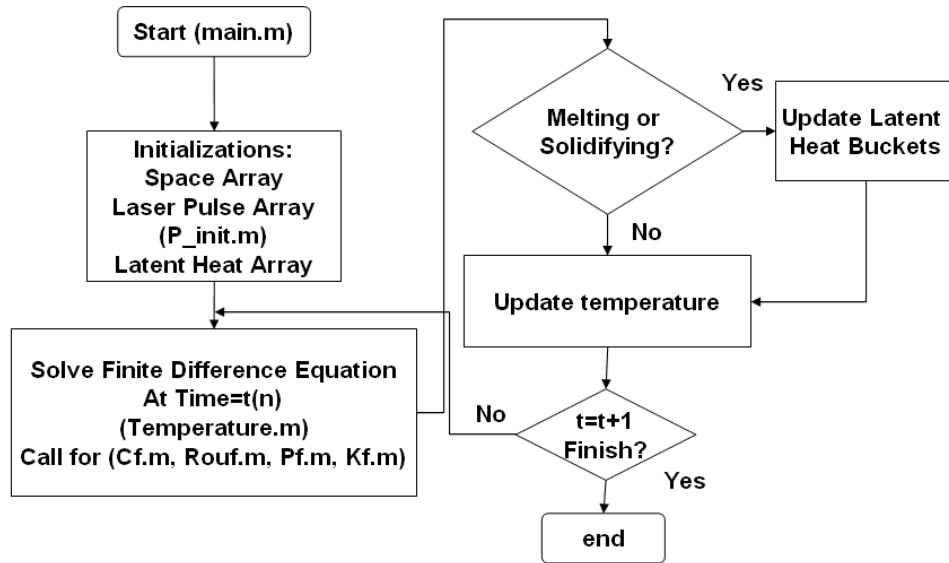 Start (main.m)
Initializations:
Space Array
Laser Pulse Array
(P_init.m)
Latent Heat Array
Solve Finite Difference Equation
At Time=t(n)
(Temperature.m)
Call for (Cf.m, Rouf.m, Pf.m, Kf.m)
Melting or
Solidifying?
Yes
Update Latent
Heat Buckets
No
Update temperature
t=t+1
Finish?
No
Yes
end